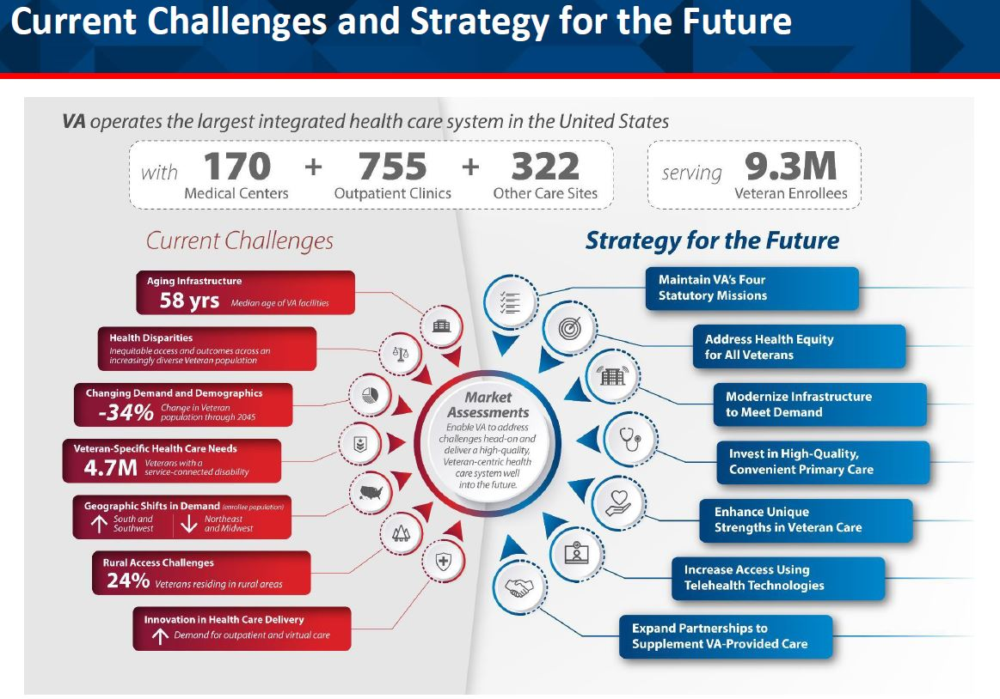 Current Challenges and Strategy for the Future
VA operates the largest integrated health care system in the United States
with 170 + 755 + 322
Medical Centers Outpatient Clinics Other Care Sites
serving 9.3M
Veteran Enrollees
Current Challenges
Aging Infrastructure
58 yrs Median age of VA facilities
Health Disparities
Inequitable access and outcomes across an
increasingly diverse Veteran population
Changing Demand and Demographics
-34% Change in Veteran
population through 2045
Veteran-Specific Health Care Needs
4.7M Veterans with a
service-connected disability
Geographic Shifts in Demand (enrollee population)
↑ South and
Southwest
↓ Northeast
and Midwest
Rural Access Challenges
24% Veterans residing in rural areas
Innovation in Health Care Delivery
↑ Demand for outpatient and virtual care
Market
Assessments
Enable VA to address
challenges head-on and
deliver a high-quality,
Veteran-centric health
care system well
into the future.
Strategy for the Future
Maintain VA's Four
Statutory Missions
Address Health Equity
for All Veterans
Modernize Infrastructure
to Meet Demand
Invest in High-Quality,
Convenient Primary Care
Enhance Unique
Strengths in Veteran Care
Increase Access Using
Telehealth Technologies
Expand Partnerships to
Supplement VA-Provided Care